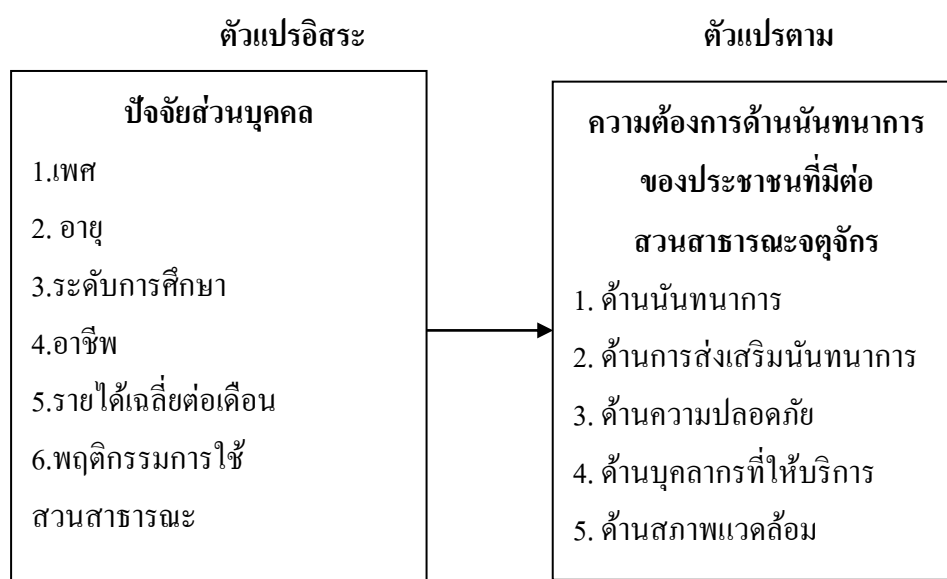 ตัวแปรอิสระ
ตัวแปรตาม
ปัจจัยส่วนบุคคล
1.เพศ
2. อายุ
3.ระดับการศึกษา
4.อาชีพ
5.รายได้เฉลี่ยต่อเดือน
6.พฤติกรรมการใช้
สวนสาธารณะ
ความต้องการด้านนันทนาการ
ของประชาชนที่มีต่อ
สวนสาธารณะจตุจักร
1. ด้านนันทนาการ
2. ด้านการส่งเสริมนันทนาการ
3. ด้านความปลอดภัย
4. ด้านบุคลากรที่ให้บริการ
5. ด้านสภาพแวดล้อม